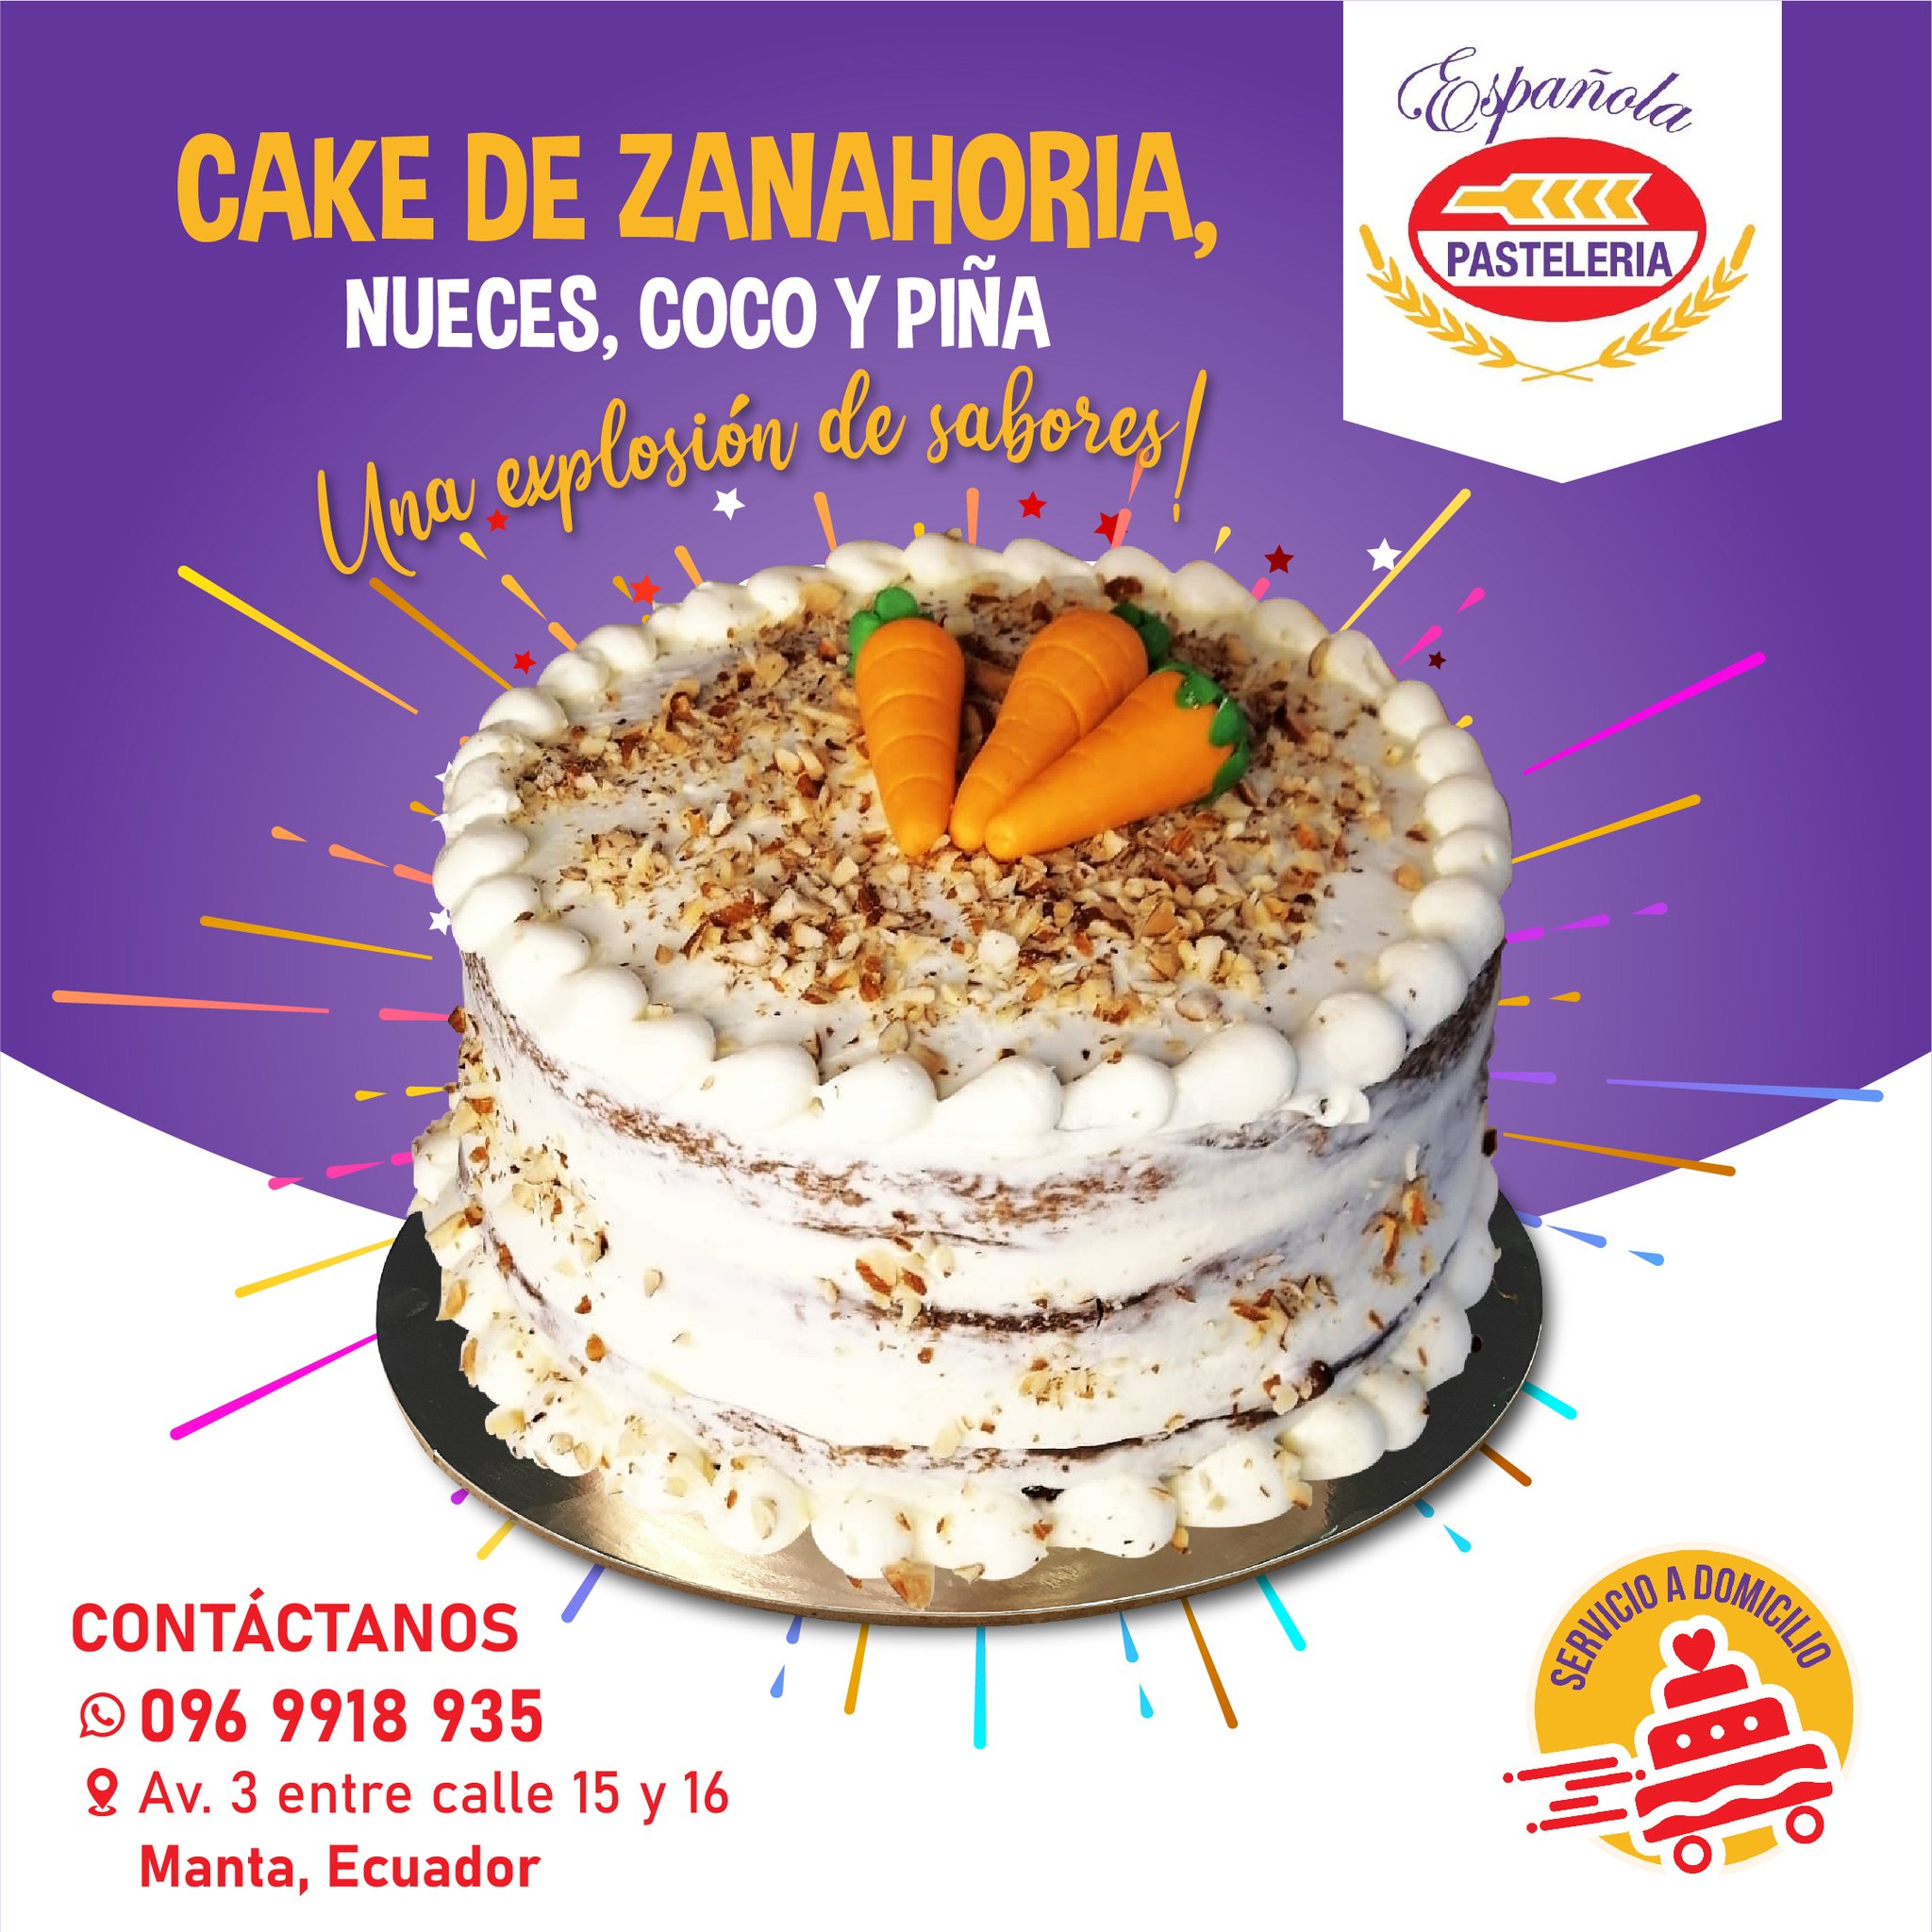 Española
PASTELERIA
CAKE DE ZANAHORIA,
NUECES, COCO Y PIÑA
Una explosión de sabores!
CONTÁCTANOS
096 9918 935
Av. 3 entre calle 15 y 16
Manta, Ecuador
SERVICIO A DOMICILIO